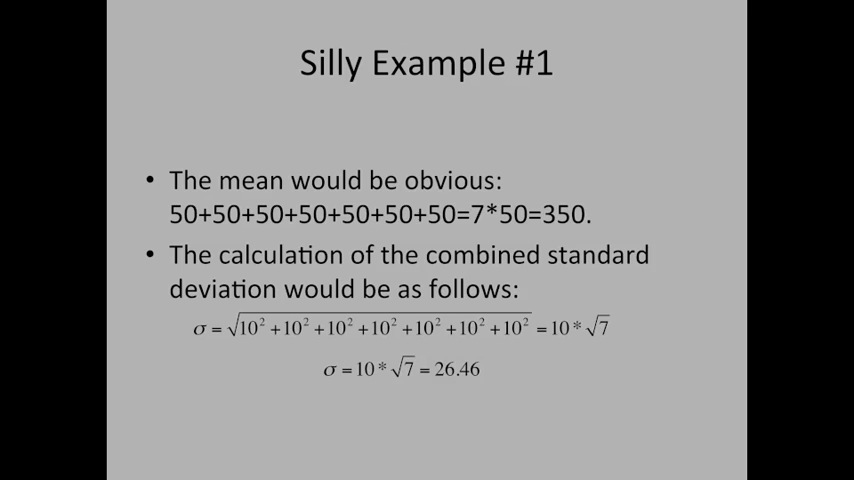 Silly Example #1
• The mean would be obvious:
50+50+50+50+50+50+50=7*50=350.
• The calculation of the combined standard
deviation would be as follows:
σ = √(10² +10² +10² +10² +10² +10² +10²) = 10 * √7
σ = 10 * √7 = 26.46